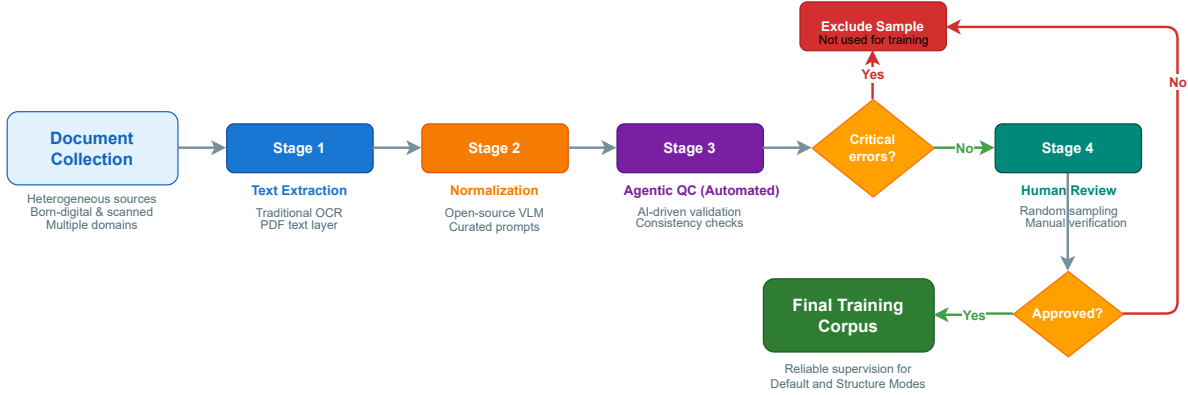 Exclude Sample
Not used for training
Yes
No
Document
Collection
Heterogeneous sources
Born-digital & scanned
Multiple domains
Stage 1
Text Extraction
Traditional OCR
PDF text layer
Stage 2
Normalization
Open-source VLM
Curated prompts
Stage 3
Agentic QC (Automated)
AI-driven validation
Consistency checks
Critical
errors?
No
Stage 4
Human Review
Random sampling
Manual verification
Approved?
Yes
Final Training
Corpus
Reliable supervision for
Default and Structure Modes